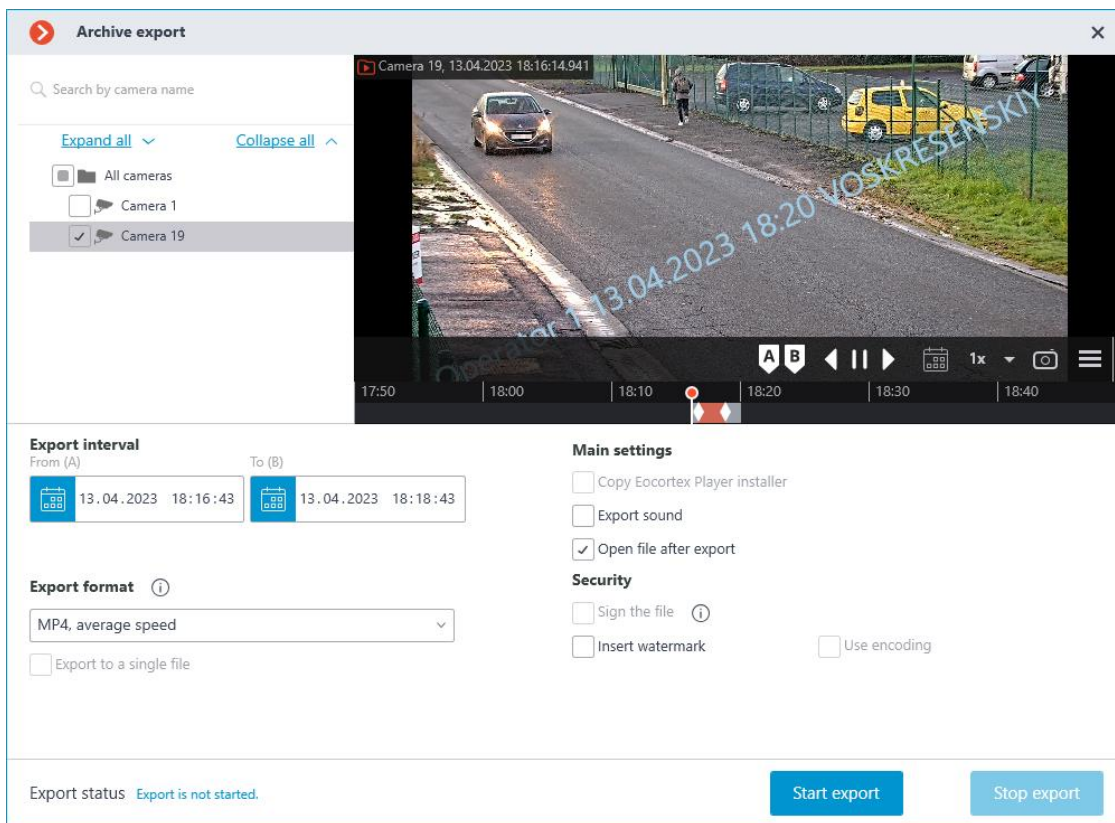 Archive export
Search by camera name
Expand all
Collapse all
All cameras
Camera 1
Camera 19
Camera 19, 13.04.2023 18:16:14.941
Operator 1 13.04.2023 18:20 VOSKRESENSKIY
A B 1x
17:50 18:00 18:10 18:20 18:30 18:40
Export interval
From (A) To (B)
13.04.2023 18:16:43 13.04.2023 18:18:43
Export format
MP4, average speed
Export to a single file
Main settings
Copy Eocortex Player installer
Export sound
Open file after export
Security
Sign the file
Insert watermark Use encoding
Export status Export is not started.
Start export Stop export